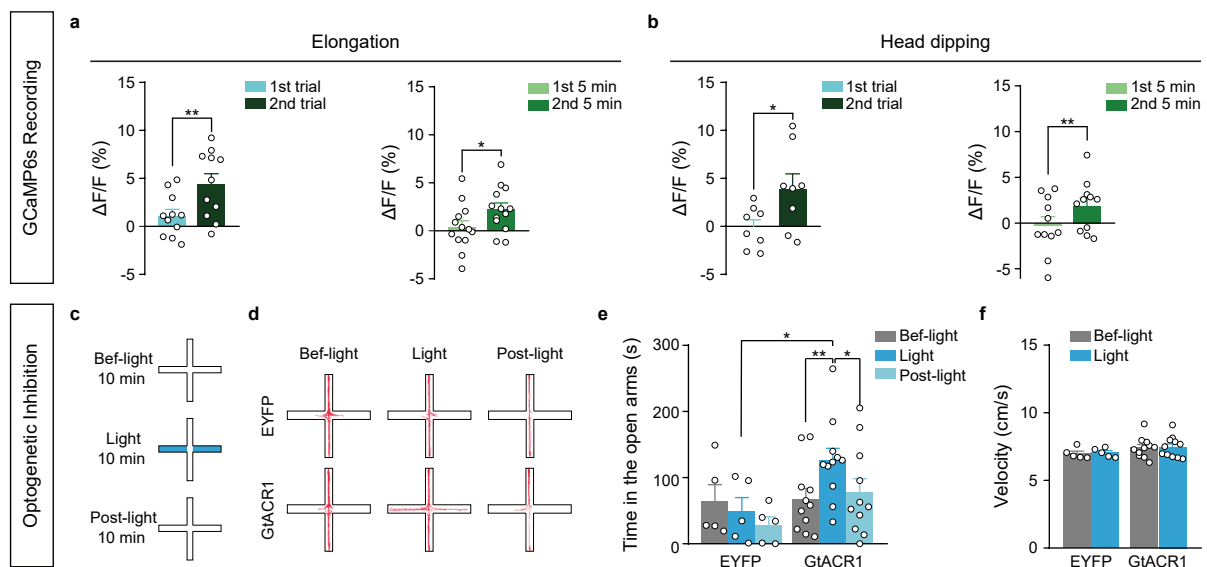 a
Elongation
b
Head dipping
GCaMP6s Recording
1st trial
2nd trial
1st 5 min
2nd 5 min
1st trial
2nd trial
1st 5 min
2nd 5 min
ΔF/F (%)
15
10
5
0
-5
**
ΔF/F (%)
15
10
5
0
-5
*
ΔF/F (%)
15
10
5
0
-5
*
ΔF/F (%)
15
10
5
0
-5
**
Optogenetic Inhibition
c
Bef-light
10 min
Light
10 min
Post-light
10 min
d
Bef-light
Light
Post-light
EYFP
GtACR1
e
Bef-light
Light
Post-light
Time in the open arms (s)
300
200
100
0
*
**
*
EYFP
GtACR1
f
Bef-light
Light
Velocity (cm/s)
15
10
5
0
EYFP
GtACR1